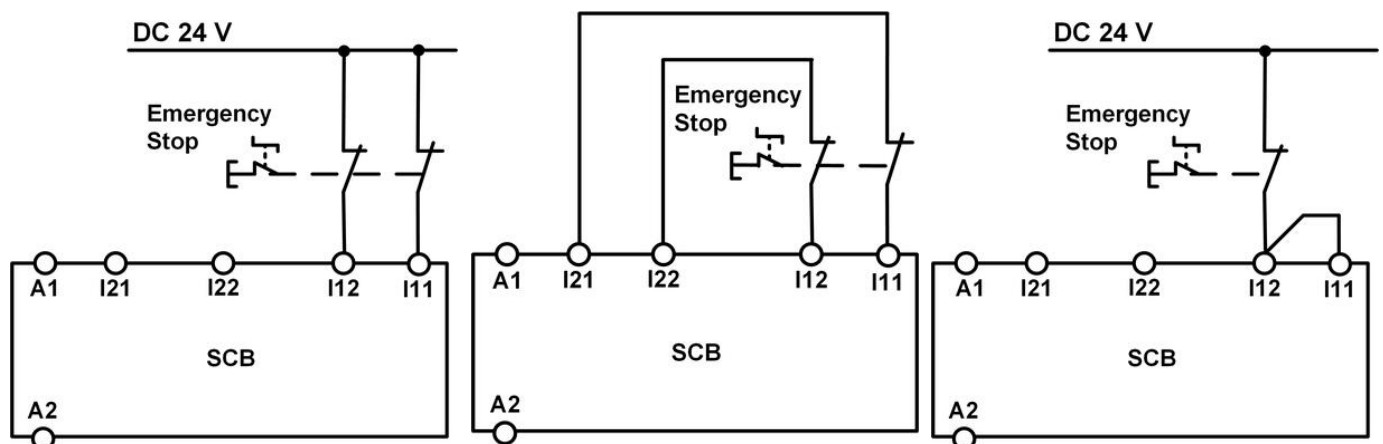 DC 24 V
Emergency
Stop
A1 I21 I22 I12 I11
SCB
A2
Emergency
Stop
A1 I21 I22 I12 I11
SCB
A2
DC 24 V
Emergency
Stop
A1 I21 I22 I12 I11
SCB
A2